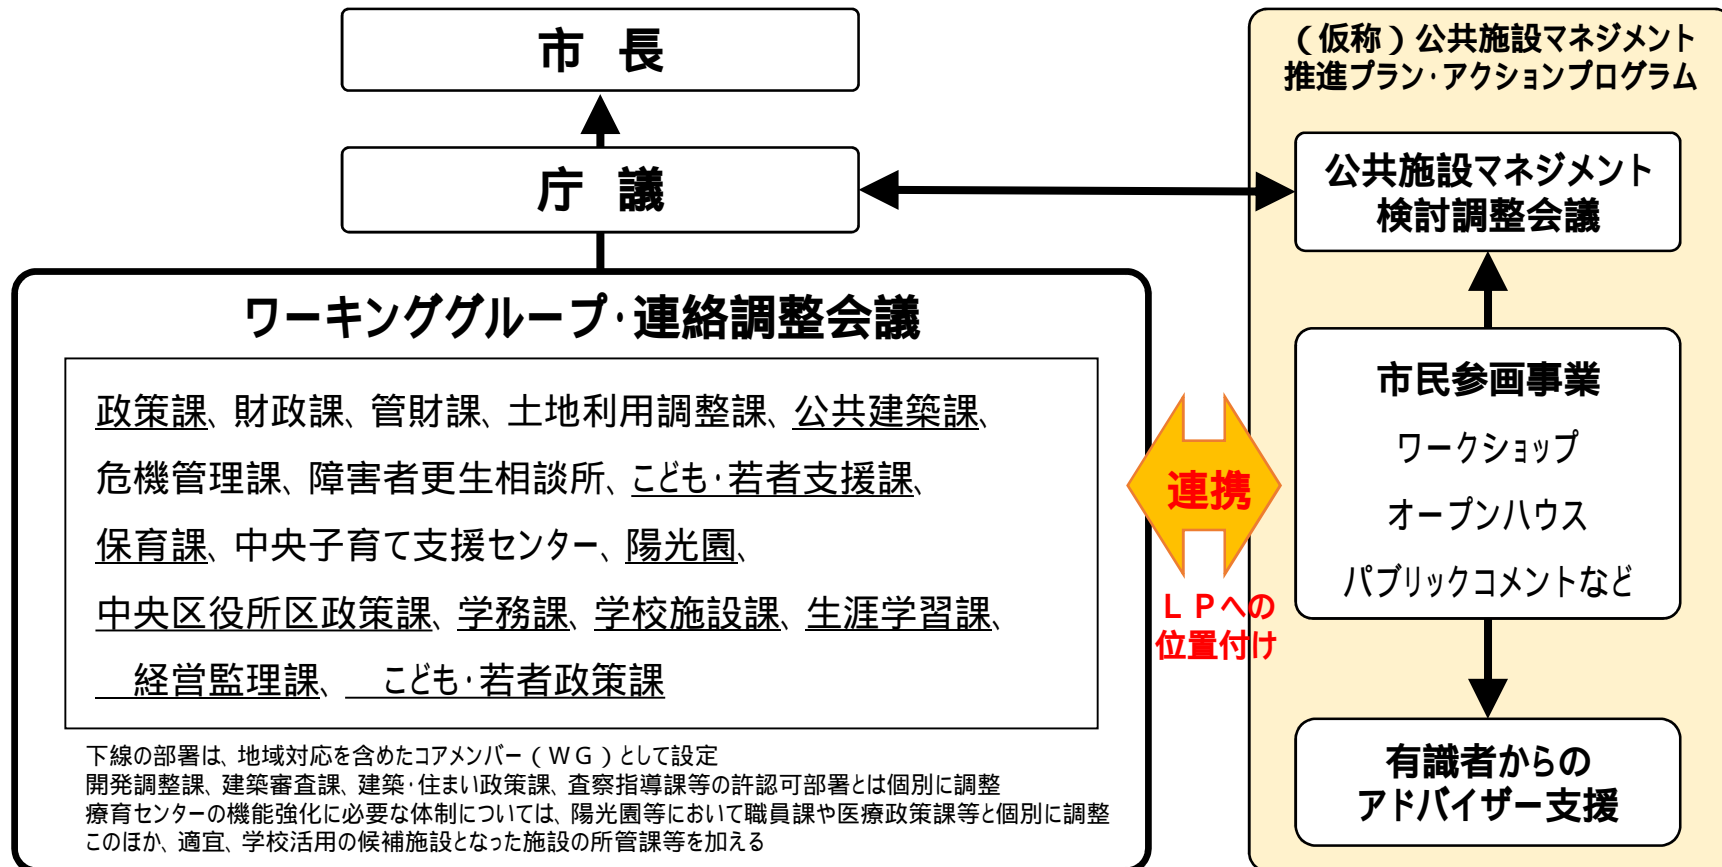 市 長
庁 議
ワーキンググループ・連絡調整会議
政策課、財政課、管財課、土地利用調整課、公共建築課、
危機管理課、障害者更生相談所、こども・若者支援課、
保育課、中央子育て支援センター、陽光園、
中央区役所区政策課、学務課、学校施設課、生涯学習課、
経営監理課、 こども・若者政策課
下線の部署は、地域対応を含めたコアメンバー(WG)として設定
開発調整課、建築審査課、建築・住まい政策課、査察指導課等の許認可部署とは個別に調整
療育センターの機能強化に必要な体制については、陽光園等において職員課や医療政策課等と個別に調整
このほか、適宜、学校活用の候補施設となった施設の所管課等を加える
連携
LPへの
位置付け
(仮称)公共施設マネジメント
推進プラン・アクションプログラム
公共施設マネジメント
検討調整会議
市民参画事業
ワークショップ
オープンハウス
パブリックコメントなど
有識者からの
アドバイザー支援